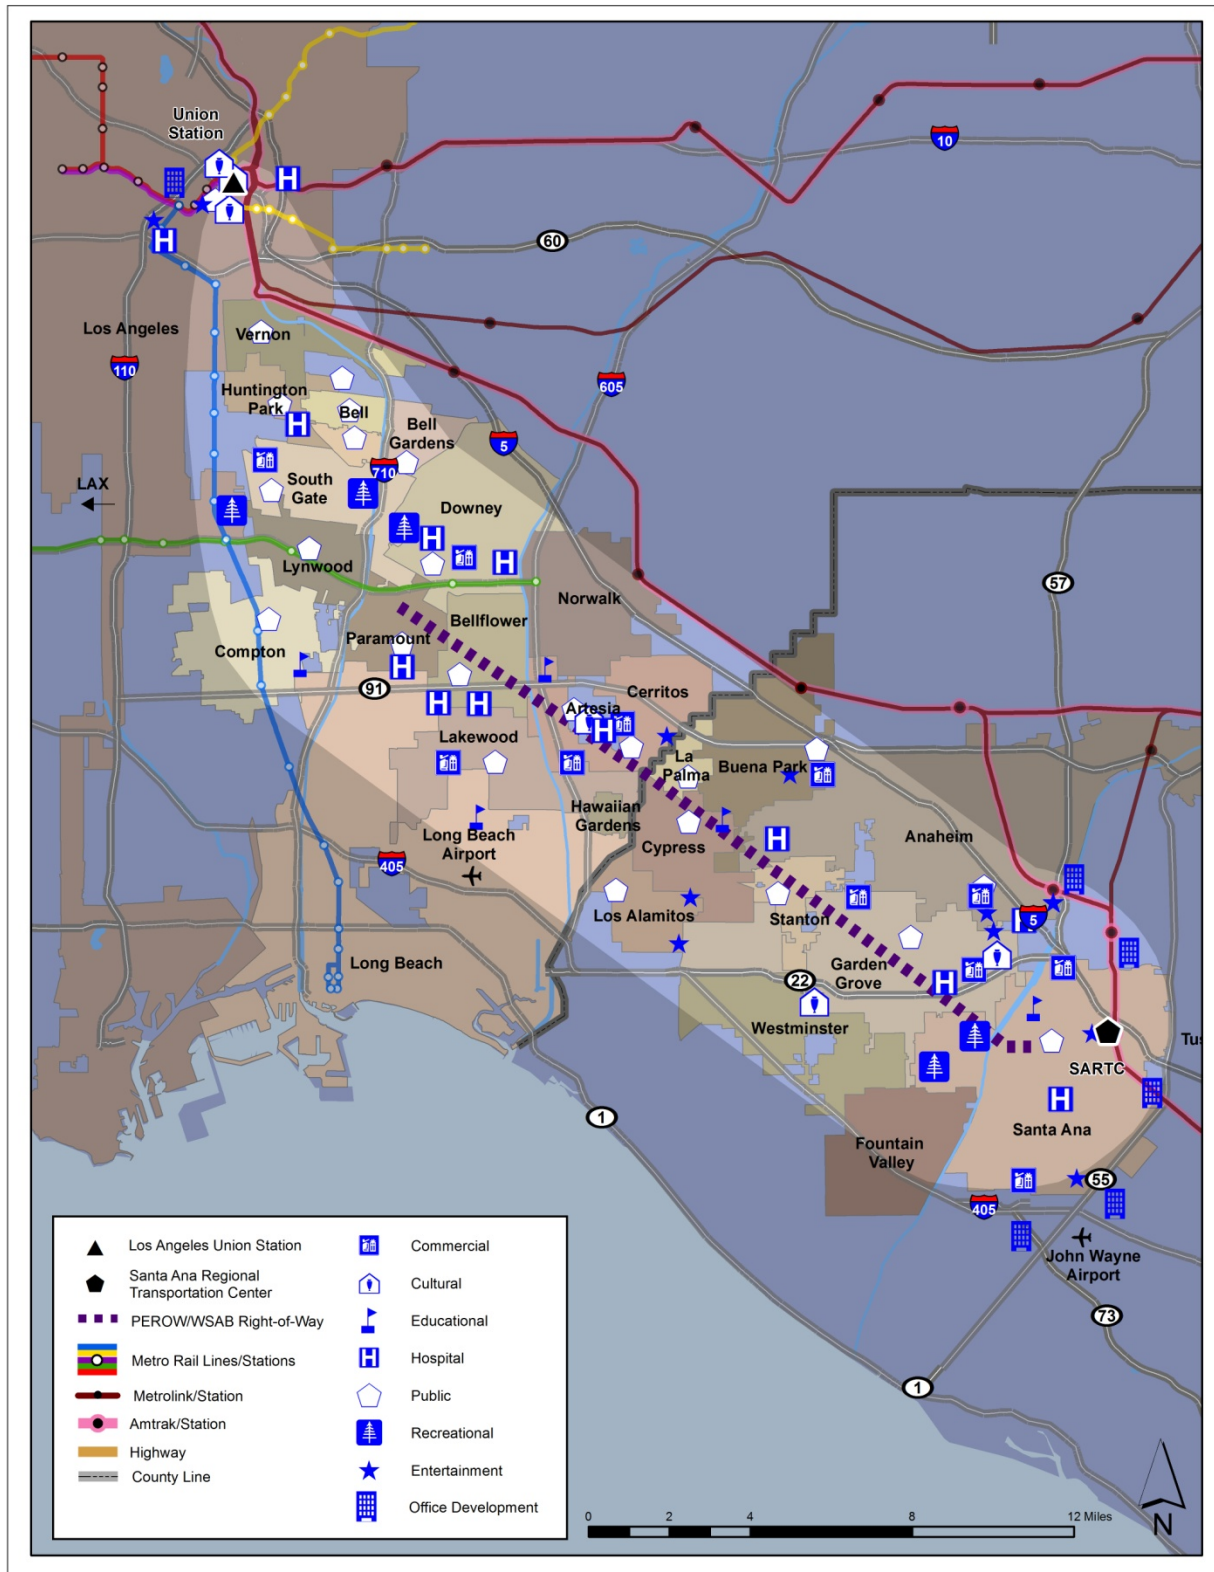 Union
Station
10
60
Los Angeles
Vernon
110
605
Huntington
Park
Bell
Bell
Gardens
5
710
LAX
South
Gate
Downey
Lynwood
57
Norwalk
Bellflower
Paramount
Compton
91
Cerritos
Artesia
Lakewood
La
Palma
Buena Park
Hawaiian
Gardens
Long Beach
Airport
Anaheim
Cypress
405
Los Alamitos
Stanton
5
Long Beach
Garden
Grove
22
Westminster
Tus
SARTC
1
Santa Ana
Fountain
Valley
55
405
John Wayne
Airport
73
1
Los Angeles Union Station
Santa Ana Regional
Transportation Center
PEROW/WSAB Right-of-Way
Metro Rail Lines/Stations
Metrolink/Station
Amtrak/Station
Highway
County Line
Commercial
Cultural
Educational
H Hospital
Public
Recreational
Entertainment
Office Development
0 2 4 8 12 Miles
N